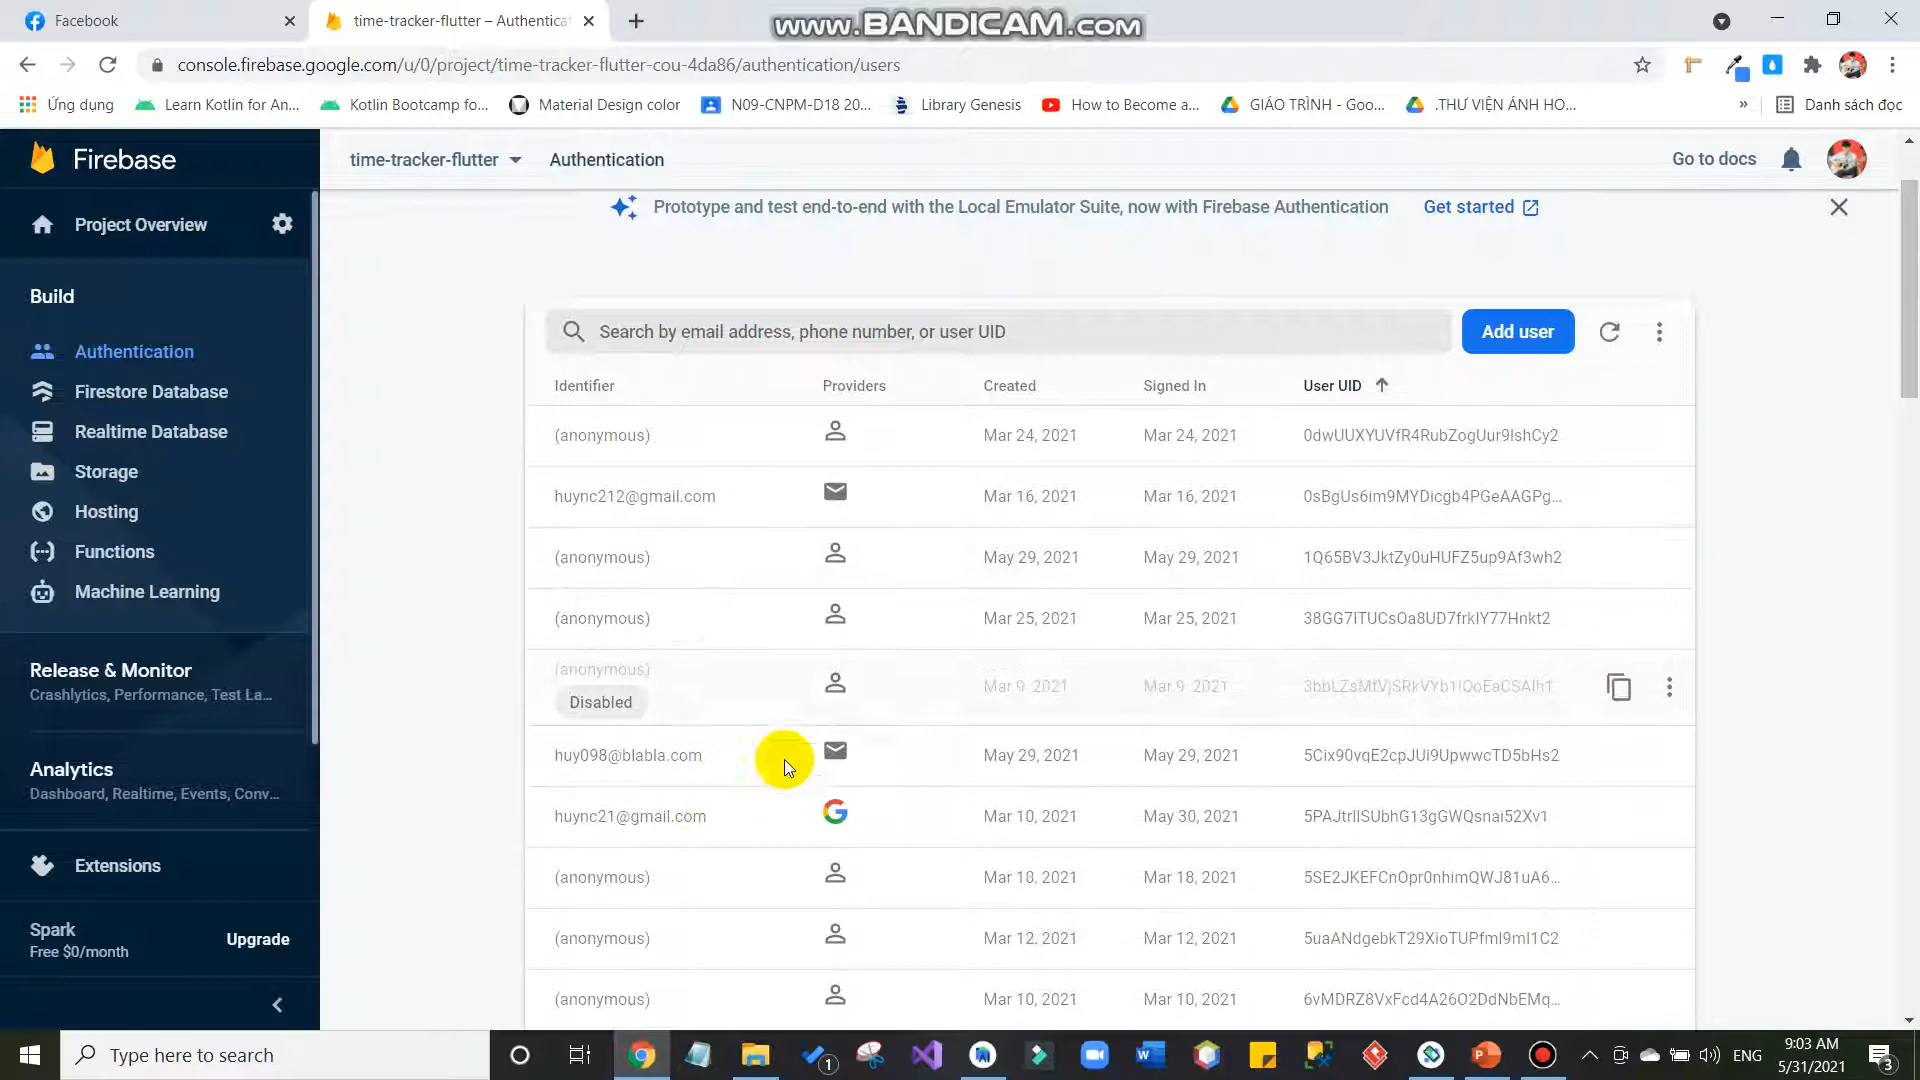 Facebook
time-tracker-flutter – Authentica
www.BANDICAM.com
console.firebase.google.com/u/0/project/time-tracker-flutter-cou-4da86/authentication/users
Ứng dụng
Learn Kotlin for An...
Kotlin Bootcamp fo...
Material Design color
N09-CNPM-D18 20...
Library Genesis
How to Become a...
GIÁO TRÌNH - Goo...
.THƯ VIỆN ẢNH HO...
»
Danh sách đọc
Firebase
time-tracker-flutter
Authentication
Go to docs
Project Overview
Prototype and test end-to-end with the Local Emulator Suite, now with Firebase Authentication
Get started
Build
Authentication
Firestore Database
Realtime Database
Storage
Hosting
Functions
Machine Learning
Release & Monitor
Crashlytics, Performance, Test La...
Analytics
Dashboard, Realtime, Events, Conv...
Extensions
Spark
Free $0/month
Upgrade
Search by email address, phone number, or user UID
Add user
Identifier Providers Created Signed In User UID
(anonymous) Mar 24, 2021 Mar 24, 2021 0dwUUXYUVfR4RubZogUur9IshCy2
huync212@gmail.com Mar 16, 2021 Mar 16, 2021 0sBgUs6im9MYDicgb4PGeAAGPg...
(anonymous) May 29, 2021 May 29, 2021 1Q65BV3JktZy0uHUFZ5up9Af3wh2
(anonymous) Mar 25, 2021 Mar 25, 2021 38GG7ITUCsOa8UD7frkIY77Hnkt2
(anonymous) Mar 9, 2021 Mar 9, 2021
Disabled
huy098@blabla.com May 29, 2021 May 29, 2021 5Cix90vqE2cpJUi9UpwwcTD5bHs2
huync21@gmail.com Mar 10, 2021 May 30, 2021 5PAJtrIlSUbhG13gGWQsnai52Xv1
(anonymous) Mar 18, 2021 Mar 18, 2021 5SE2JKEFCnOpr0nhimQWJ81uA6...
(anonymous) Mar 12, 2021 Mar 12, 2021 5uaANdgebkT29XioTUPfmI9mI1C2
(anonymous) Mar 10, 2021 Mar 10, 2021 6vMDRZ8VxFcd4A26O2DdNbEMq...
Type here to search
1
ENG
9:03 AM
5/31/2021
3